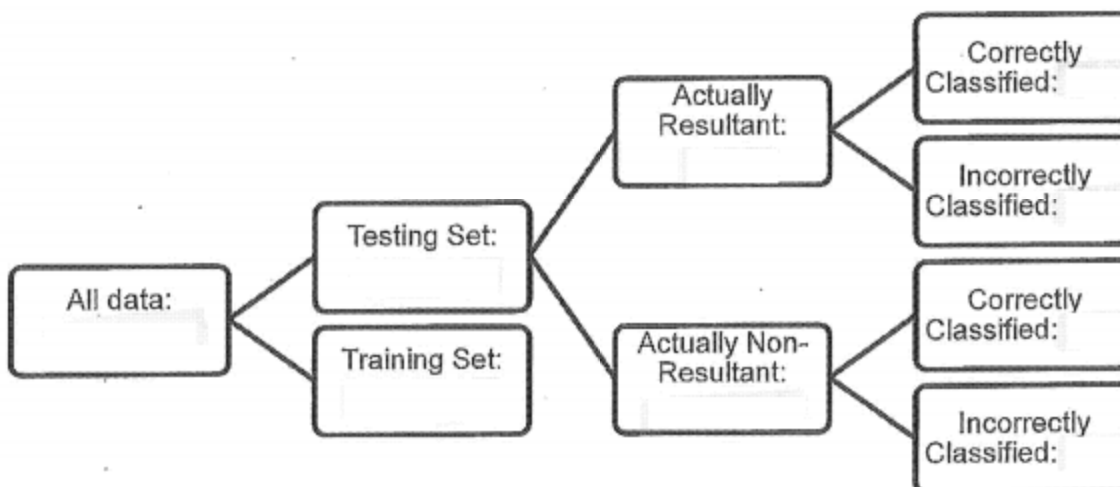 All data:
Testing Set:
Training Set:
Actually
Resultant:
Actually Non-
Resultant:
Correctly
Classified:
Incorrectly
Classified:
Correctly
Classified:
Incorrectly
Classified: